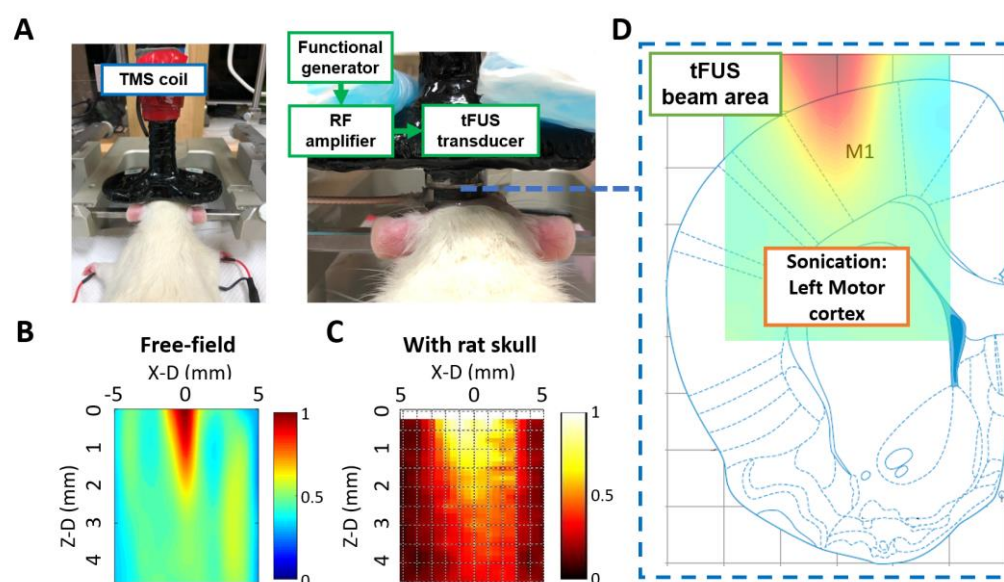 A
TMS coil
Functional
generator
RF
amplifier
tFUS
transducer
D
tFUS
beam area
M1
Sonication:
Left Motor
cortex
B
Free-field
X-D (mm)
-5 0 5
Z-D (mm)
0
1
2
3
4
1
0.5
0
C
With rat skull
X-D (mm)
5 0 5
0
1
2
3
4
1
0.5
0